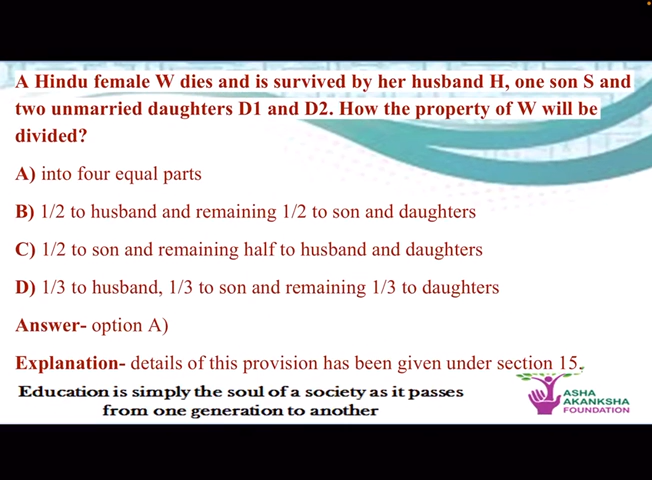 A Hindu female W dies and is survived by her husband H, one son S and
two unmarried daughters D1 and D2. How the property of W will be
divided?
A) into four equal parts
B) 1/2 to husband and remaining 1/2 to son and daughters
C) 1/2 to son and remaining half to husband and daughters
D) 1/3 to husband, 1/3 to son and remaining 1/3 to daughters
Answer- option A)
Explanation- details of this provision has been given under section 15.
Education is simply the soul of a society as it passes
from one generation to another
ASHA
AKANKSHA
FOUNDATION